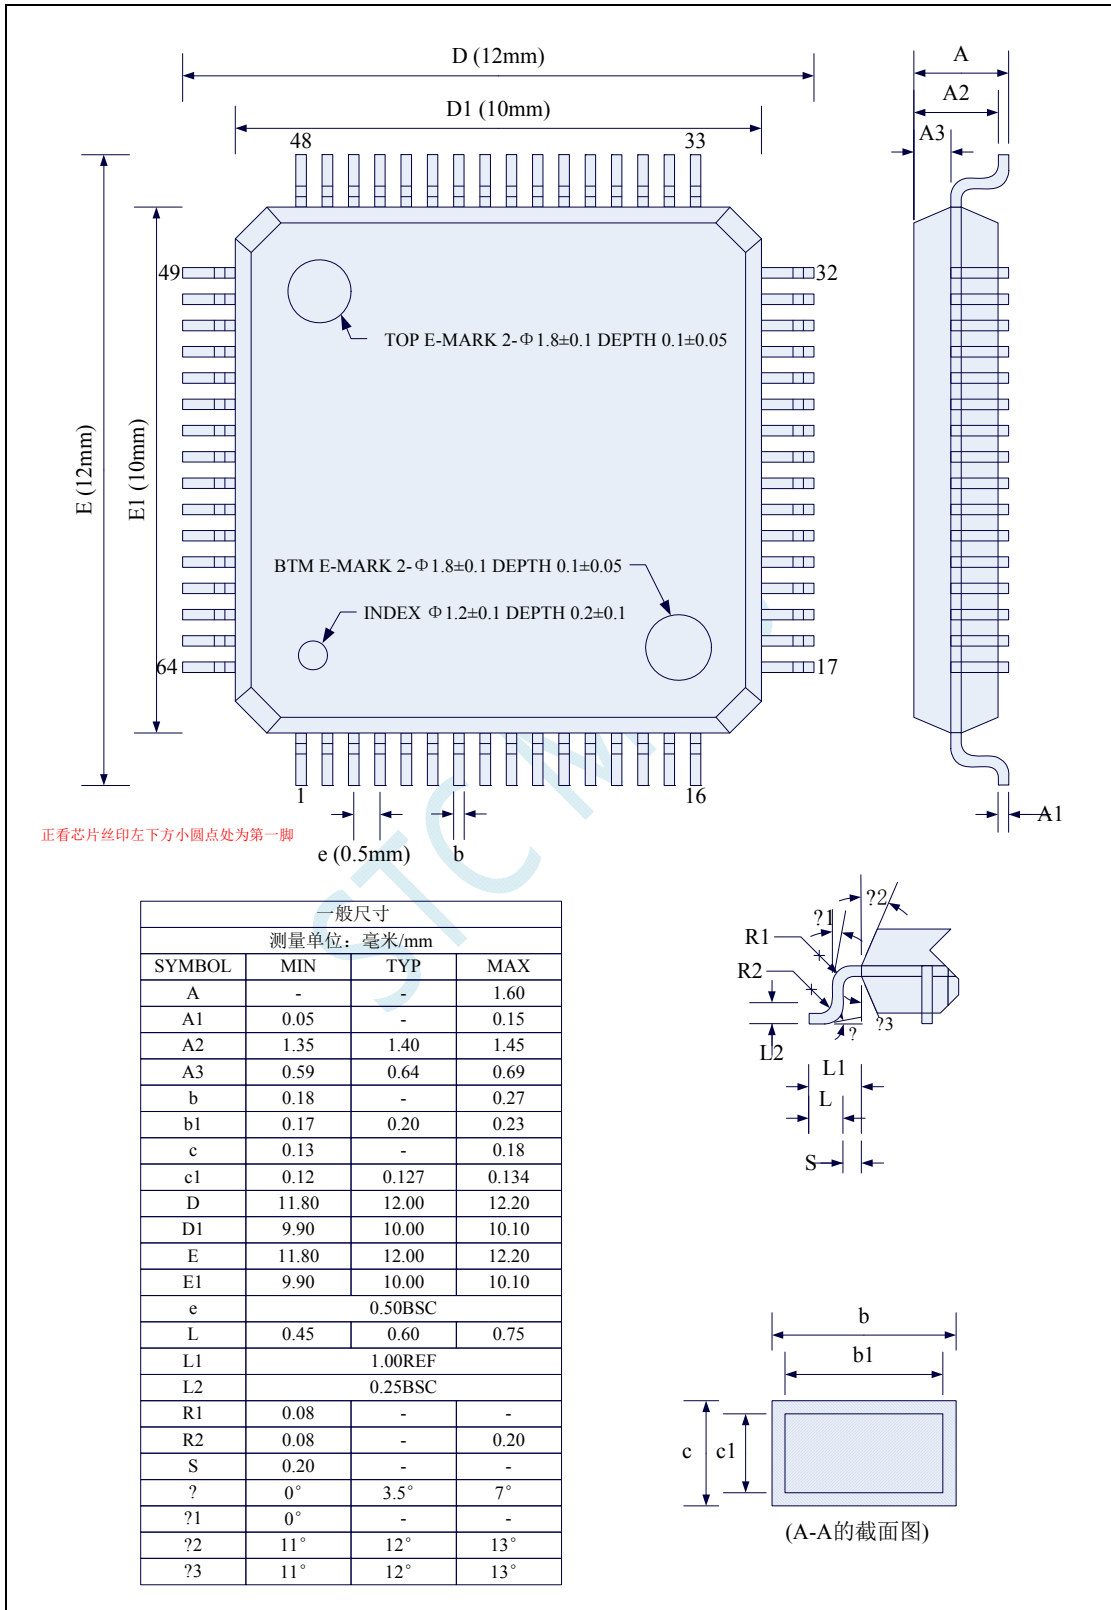 D (12mm)
A
D1 (10mm)
A2
A3
48
33
49
32
TOP E-MARK 2-Φ1.8±0.1 DEPTH 0.1±0.05
E (12mm)
E1 (10mm)
BTM E-MARK 2-Φ1.8±0.1 DEPTH 0.1±0.05
INDEX Φ1.2±0.1 DEPTH 0.2±0.1
64
17
1
16
A1
正看芯片丝印左下方小圆点处为第一脚
e (0.5mm)
b
一般尺寸
测量单位：毫米/mm
SYMBOL MIN TYP MAX
A - - 1.60
A1 0.05 - 0.15
A2 1.35 1.40 1.45
A3 0.59 0.64 0.69
b 0.18 - 0.27
b1 0.17 0.20 0.23
c 0.13 - 0.18
c1 0.12 0.127 0.134
D 11.80 12.00 12.20
D1 9.90 10.00 10.10
E 11.80 12.00 12.20
E1 9.90 10.00 10.10
e 0.50BSC
L 0.45 0.60 0.75
L1 1.00REF
L2 0.25BSC
R1 0.08 - -
R2 0.08 - 0.20
S 0.20 - -
? 0° 3.5° 7°
?1 0° - -
?2 11° 12° 13°
?3 11° 12° 13°
?2
?1
R1
R2
?3
?
L2
L1
L
S
b
b1
c
c1
(A-A的截面图)